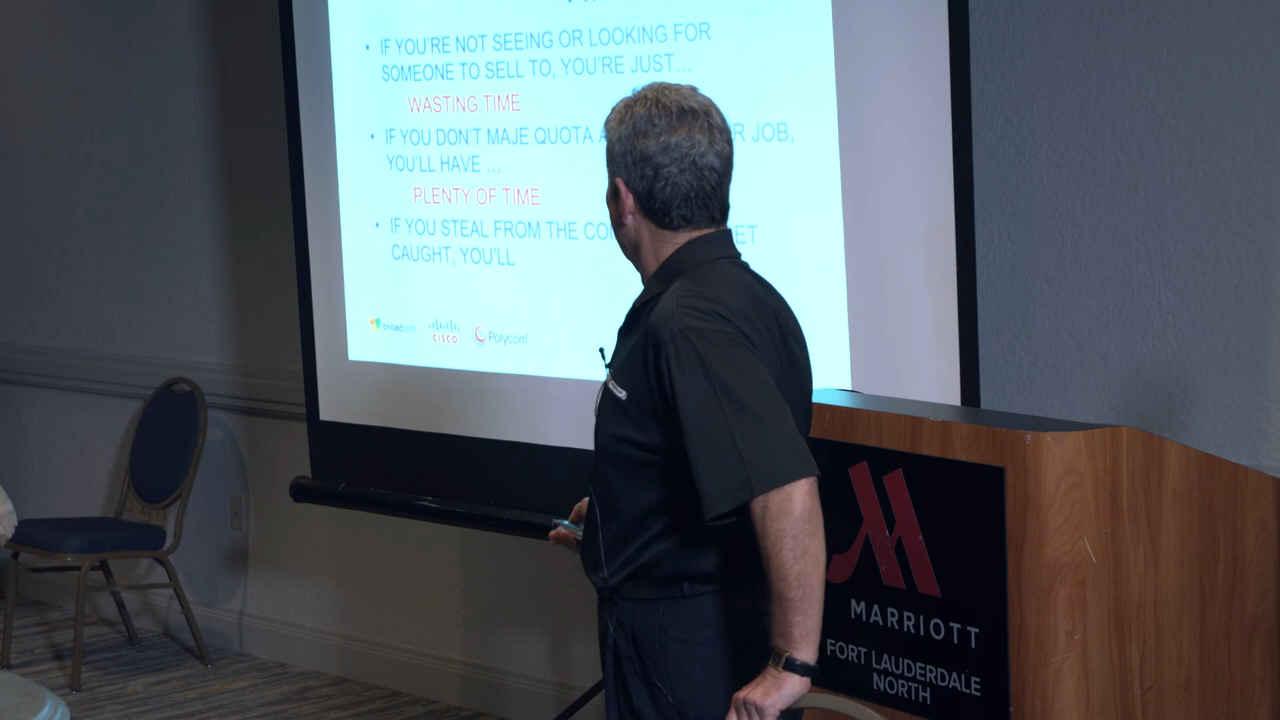 • IF YOU'RE NOT SEEING OR LOOKING FOR
SOMEONE TO SELL TO, YOU'RE JUST...
WASTING TIME
• IF YOU DON'T MAJE QUOTA JOB,
YOU'LL HAVE ...
PLENTY OF TIME
• IF YOU STEAL FROM THE
CAUGHT, YOU'LL
broadsoft
CISCO
Polycom
MARRIOTT
FORT LAUDERDALE
NORTH